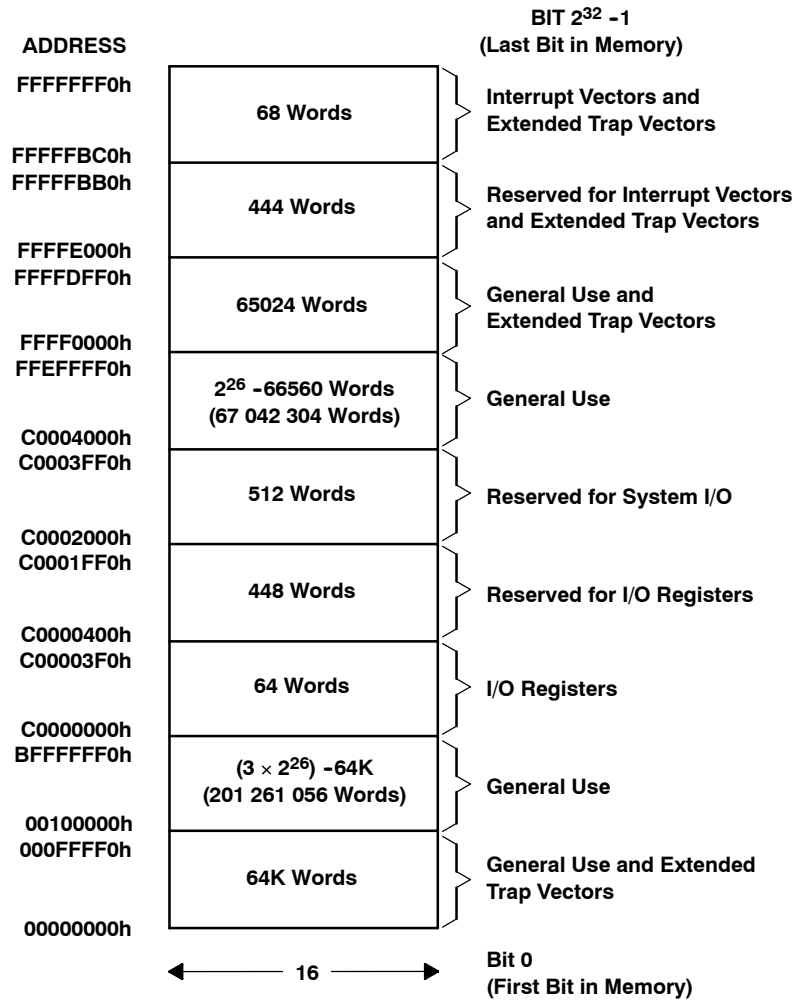 BIT 2³² -1
(Last Bit in Memory)
ADDRESS
FFFFFFF0h
68 Words
Interrupt Vectors and
Extended Trap Vectors
FFFFFBC0h
FFFFFBB0h
444 Words
Reserved for Interrupt Vectors
and Extended Trap Vectors
FFFFE000h
FFFFDFF0h
65024 Words
General Use and
Extended Trap Vectors
FFFF0000h
FFEFFFF0h
2²⁶ -66560 Words
(67 042 304 Words)
General Use
C0004000h
C0003FF0h
512 Words
Reserved for System I/O
C0002000h
C0001FF0h
448 Words
Reserved for I/O Registers
C0000400h
C00003F0h
64 Words
I/O Registers
C0000000h
BFFFFFF0h
(3 × 2²⁶) -64K
(201 261 056 Words)
General Use
00100000h
000FFFF0h
64K Words
General Use and Extended
Trap Vectors
00000000h
16
Bit 0
(First Bit in Memory)